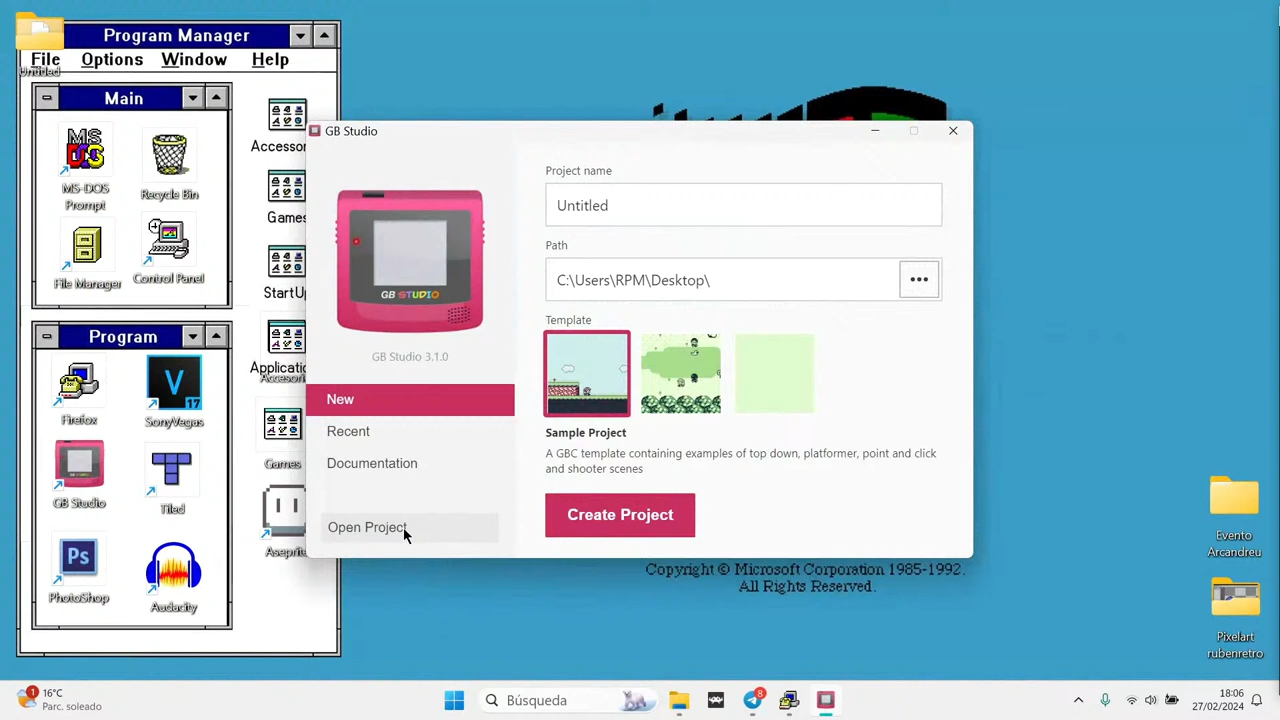 Program Manager
File Options Window Help
Untitled
Main
MS-DOS
Prompt
Recycle Bin
File Manager
Control Panel
Program
Firefox
SonyVegas
17
GB Studio
Tiled
PhotoShop
Audacity
Games
StartUp
Games
GB Studio
GB STUDIO
GB Studio 3.1.0
New
Recent
Documentation
Open Project
Project name
Untitled
Path
C:\Users\RPM\Desktop\
Template
Sample Project
A GBC template containing examples of top down, platformer, point and click
and shooter scenes
Create Project
Copyright © Microsoft Corporation 1985-1992.
All Rights Reserved.
Evento
Arcandreu
Pixelart
rubenretro
1
16°C
Parc. soleado
Búsqueda
8
18:06
27/02/2024